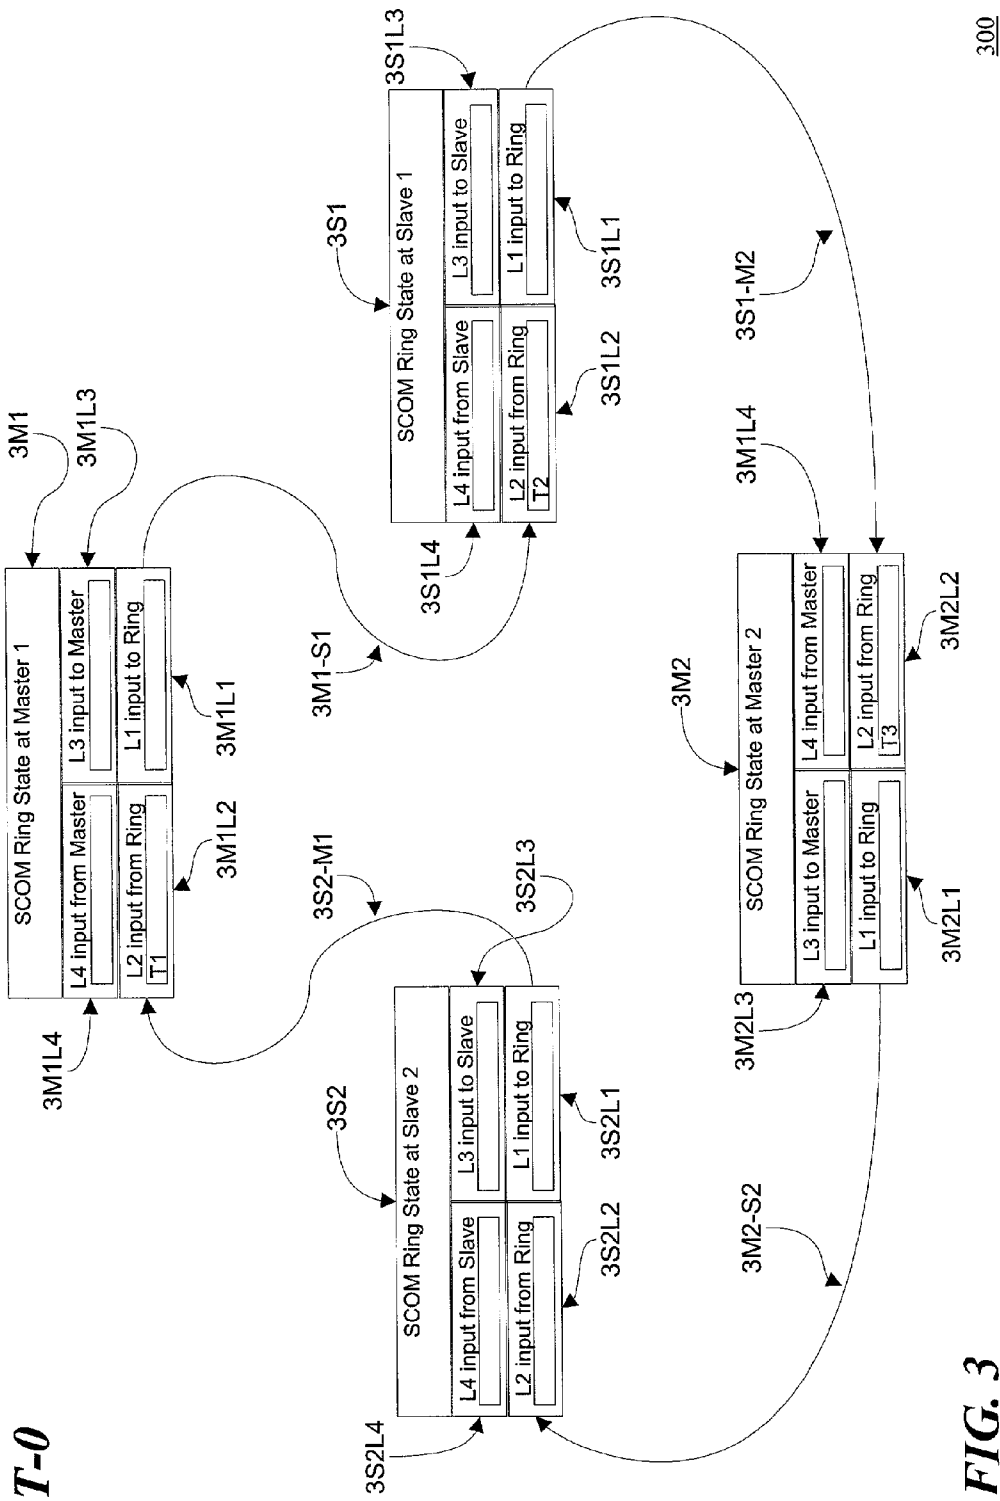 T-0
3M1
SCOM Ring State at Master 1
3M1L4
L4 input from Master
L3 input to Master
3M1L3
L2 input from Ring
T1
L1 input to Ring
3M1L2
3M1L1
3S2-M1
3M1-S1
3S2
SCOM Ring State at Slave 2
3S2L4
L4 input from Slave
L3 input to Slave
3S2L3
L2 input from Ring
L1 input to Ring
3S2L2
3S2L1
3S1
SCOM Ring State at Slave 1
3S1L4
L4 input from Slave
L3 input to Slave
3S1L3
L2 input from Ring
T2
L1 input to Ring
3S1L2
3S1L1
3M2
SCOM Ring State at Master 2
3M2L3
L3 input to Master
L4 input from Master
3M1L4
L1 input to Ring
L2 input from Ring
T3
3M2L1
3M2L2
3M2-S2
3S1-M2
FIG. 3
300